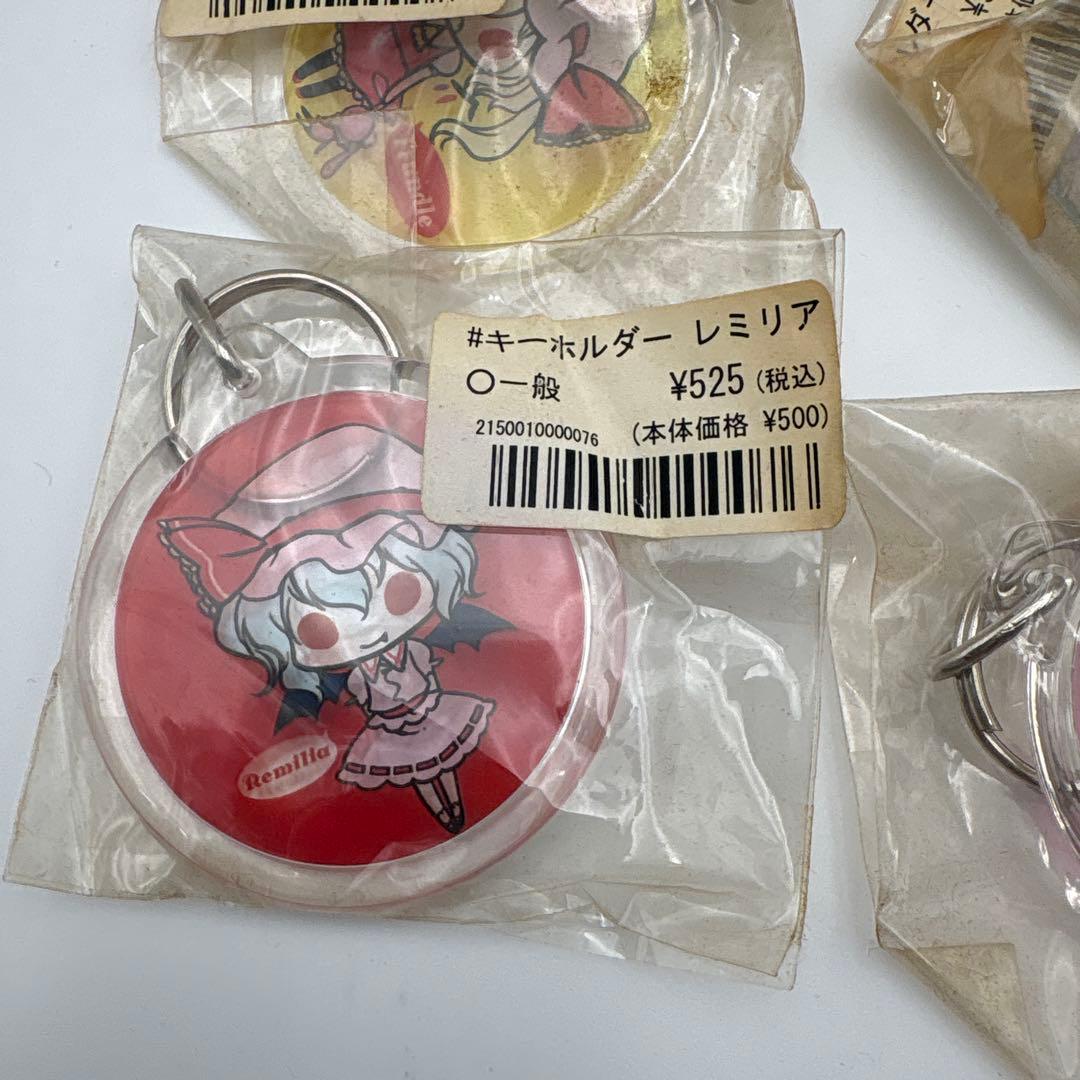 #キーホルダー レミリア
〇一般 ¥525 (税込)
2150010000076 (本体価格 ¥500)
Remilia